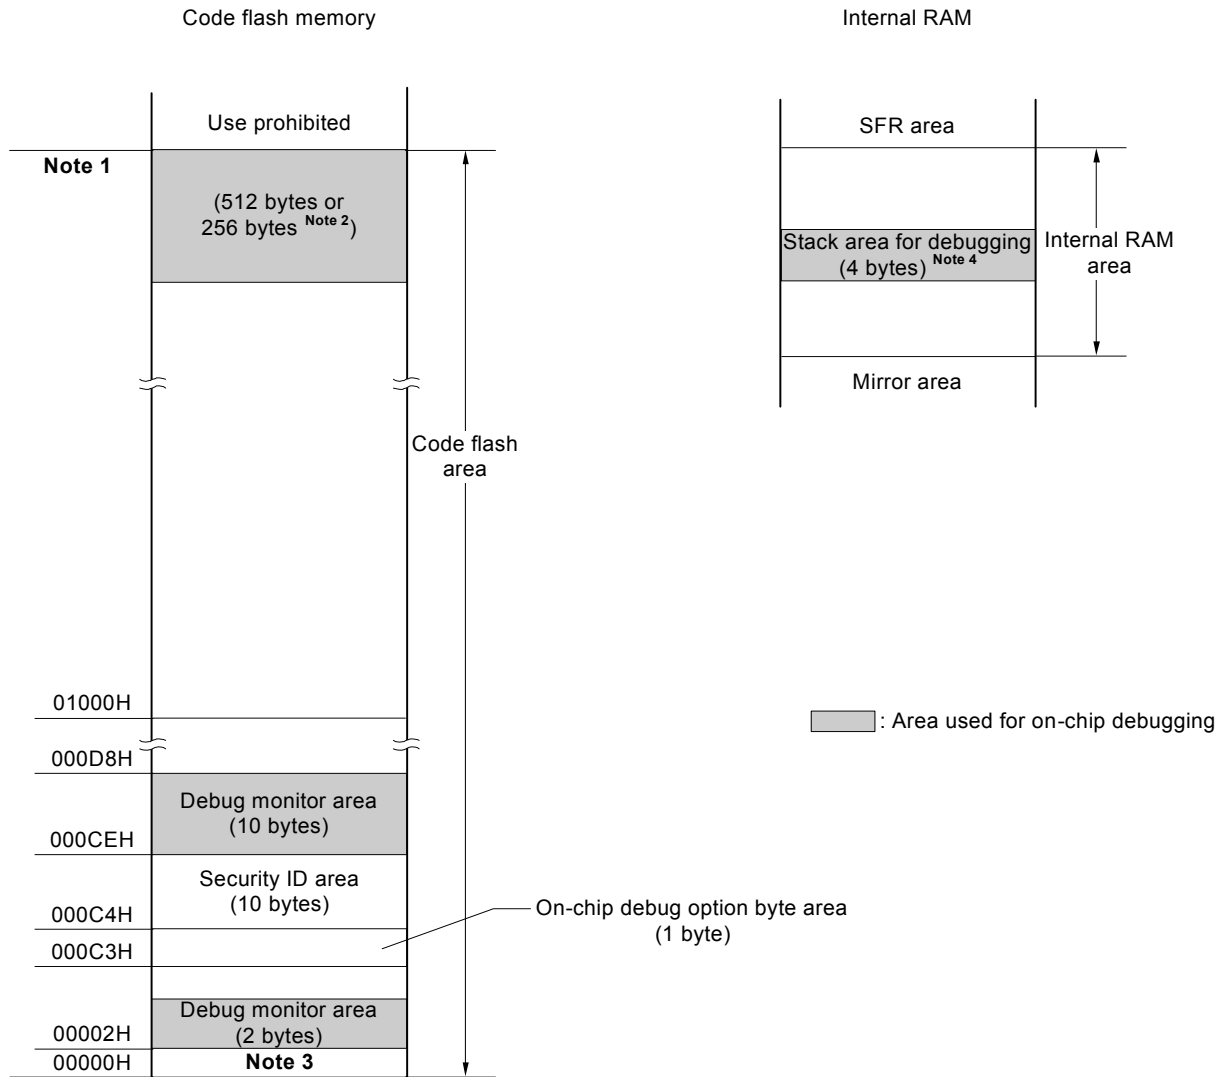 Code flash memory
Internal RAM
Use prohibited
Note 1
(512 bytes or
256 bytes Note 2)
SFR area
Stack area for debugging
(4 bytes) Note 4
Internal RAM
area
Mirror area
Code flash
area
01000H
: Area used for on-chip debugging
000D8H
Debug monitor area
(10 bytes)
000CEH
Security ID area
(10 bytes)
000C4H
On-chip debug option byte area
(1 byte)
000C3H
Debug monitor area
(2 bytes)
00002H
00000H
Note 3